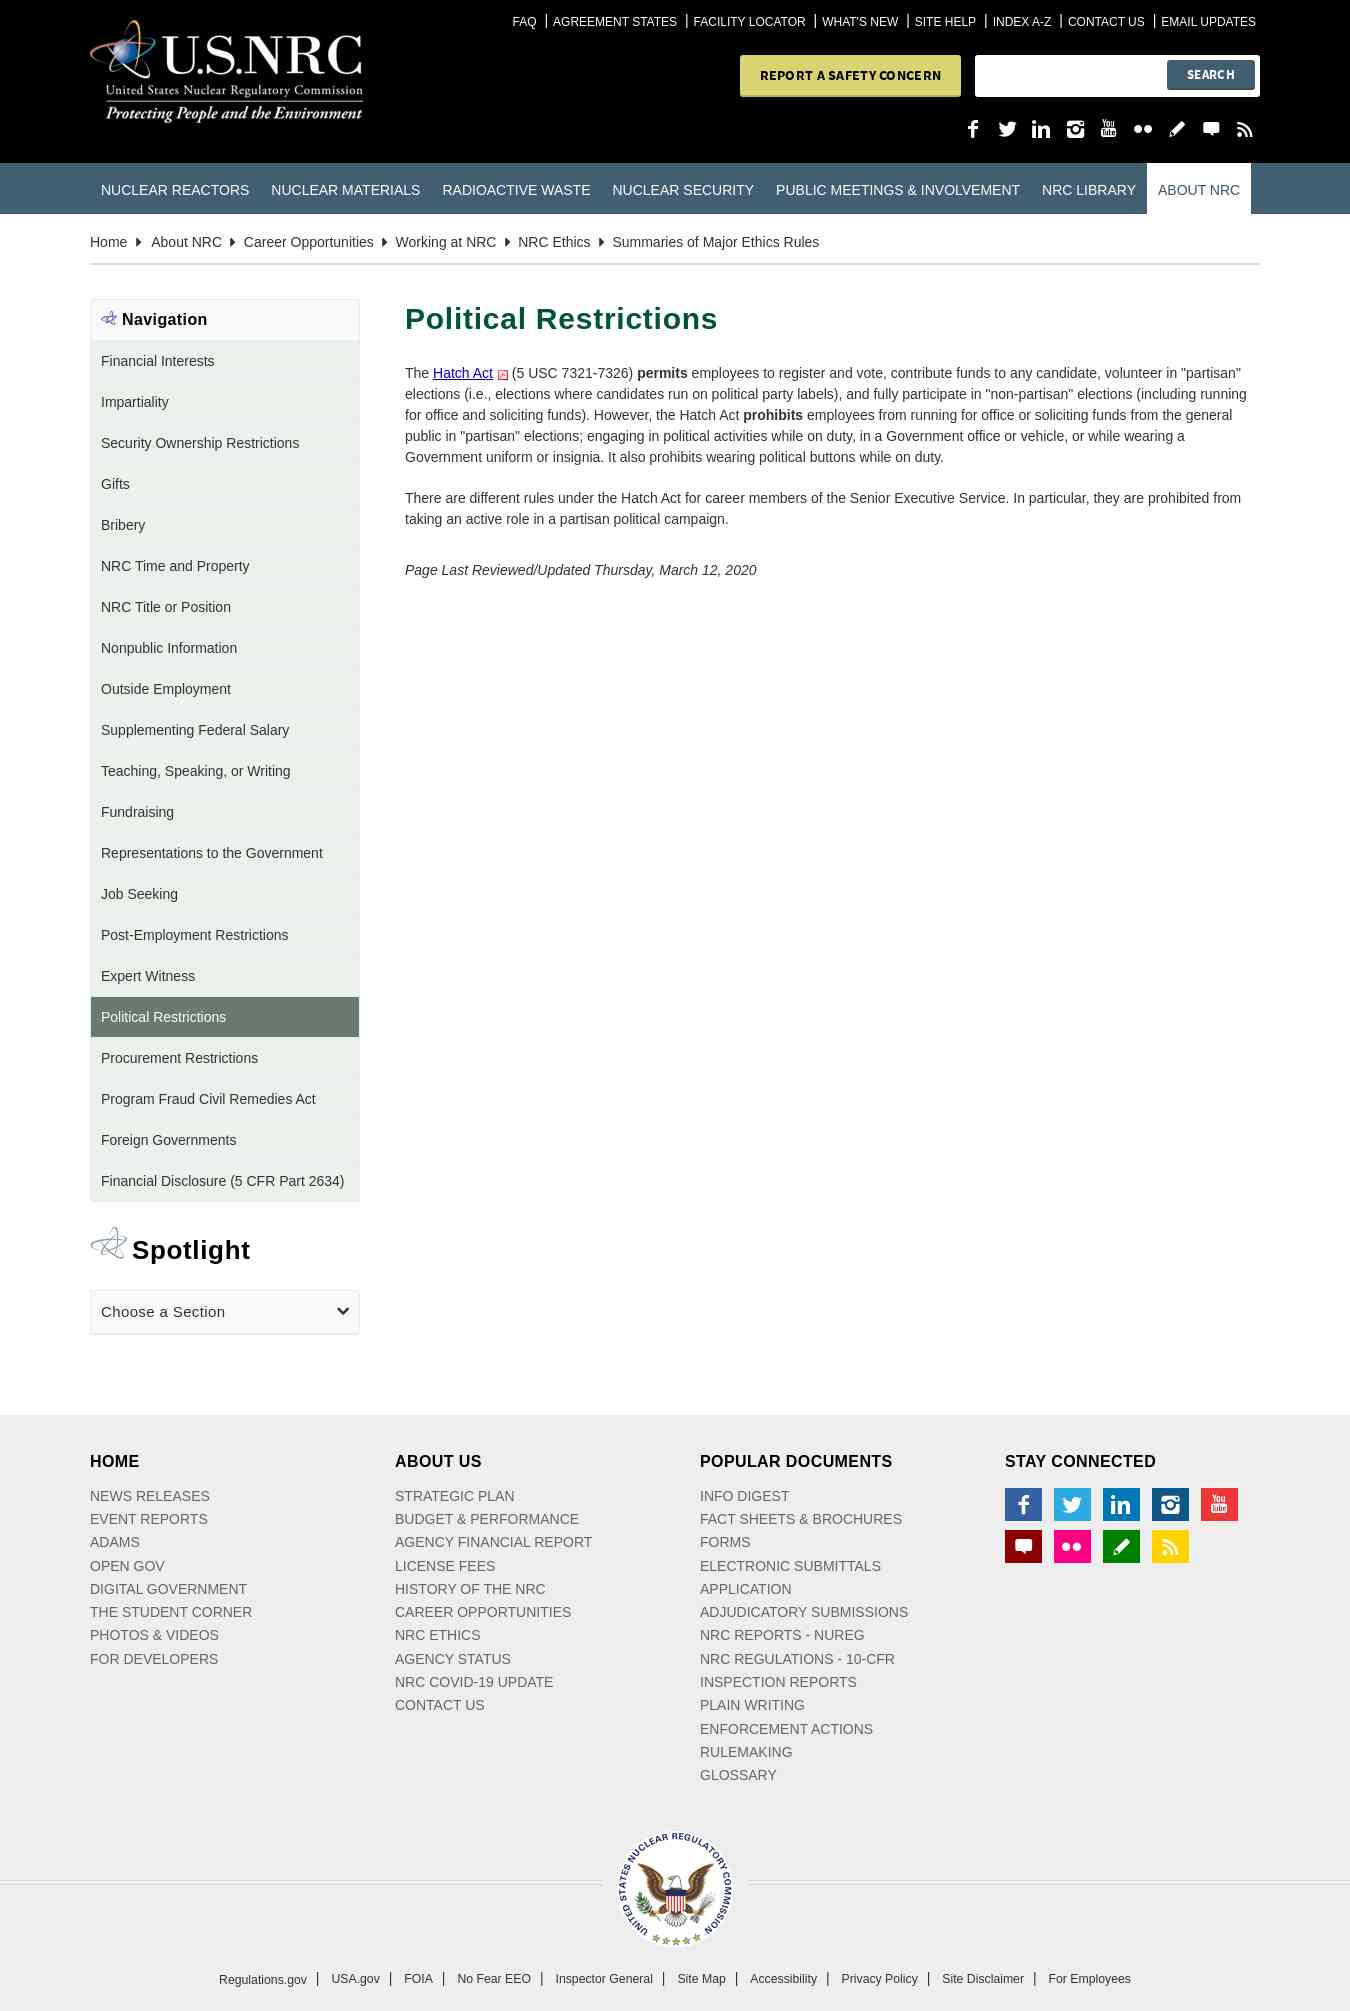 FAQ | AGREEMENT STATES | FACILITY LOCATOR | WHAT'S NEW | SITE HELP | INDEX A-Z | CONTACT US | EMAIL UPDATES
U.S.NRC
United States Nuclear Regulatory Commission
Protecting People and the Environment
REPORT A SAFETY CONCERN
SEARCH
NUCLEAR REACTORS NUCLEAR MATERIALS RADIOACTIVE WASTE NUCLEAR SECURITY PUBLIC MEETINGS & INVOLVEMENT NRC LIBRARY ABOUT NRC
Home About NRC Career Opportunities Working at NRC NRC Ethics Summaries of Major Ethics Rules
Navigation
Financial Interests
Impartiality
Security Ownership Restrictions
Gifts
Bribery
NRC Time and Property
NRC Title or Position
Nonpublic Information
Outside Employment
Supplementing Federal Salary
Teaching, Speaking, or Writing
Fundraising
Representations to the Government
Job Seeking
Post-Employment Restrictions
Expert Witness
Political Restrictions
Procurement Restrictions
Program Fraud Civil Remedies Act
Foreign Governments
Financial Disclosure (5 CFR Part 2634)
Spotlight
Choose a Section
Political Restrictions
The Hatch Act (5 USC 7321-7326) permits employees to register and vote, contribute funds to any candidate, volunteer in "partisan"
elections (i.e., elections where candidates run on political party labels), and fully participate in "non-partisan" elections (including running
for office and soliciting funds). However, the Hatch Act prohibits employees from running for office or soliciting funds from the general
public in "partisan" elections; engaging in political activities while on duty, in a Government office or vehicle, or while wearing a
Government uniform or insignia. It also prohibits wearing political buttons while on duty.
There are different rules under the Hatch Act for career members of the Senior Executive Service. In particular, they are prohibited from
taking an active role in a partisan political campaign.
Page Last Reviewed/Updated Thursday, March 12, 2020
HOME
NEWS RELEASES
EVENT REPORTS
ADAMS
OPEN GOV
DIGITAL GOVERNMENT
THE STUDENT CORNER
PHOTOS & VIDEOS
FOR DEVELOPERS
ABOUT US
STRATEGIC PLAN
BUDGET & PERFORMANCE
AGENCY FINANCIAL REPORT
LICENSE FEES
HISTORY OF THE NRC
CAREER OPPORTUNITIES
NRC ETHICS
AGENCY STATUS
NRC COVID-19 UPDATE
CONTACT US
POPULAR DOCUMENTS
INFO DIGEST
FACT SHEETS & BROCHURES
FORMS
ELECTRONIC SUBMITTALS
APPLICATION
ADJUDICATORY SUBMISSIONS
NRC REPORTS - NUREG
NRC REGULATIONS - 10-CFR
INSPECTION REPORTS
PLAIN WRITING
ENFORCEMENT ACTIONS
RULEMAKING
GLOSSARY
STAY CONNECTED
You Tube
UNITED STATES NUCLEAR REGULATORY COMMISSION
Regulations.gov | USA.gov | FOIA | No Fear EEO | Inspector General | Site Map | Accessibility | Privacy Policy | Site Disclaimer | For Employees